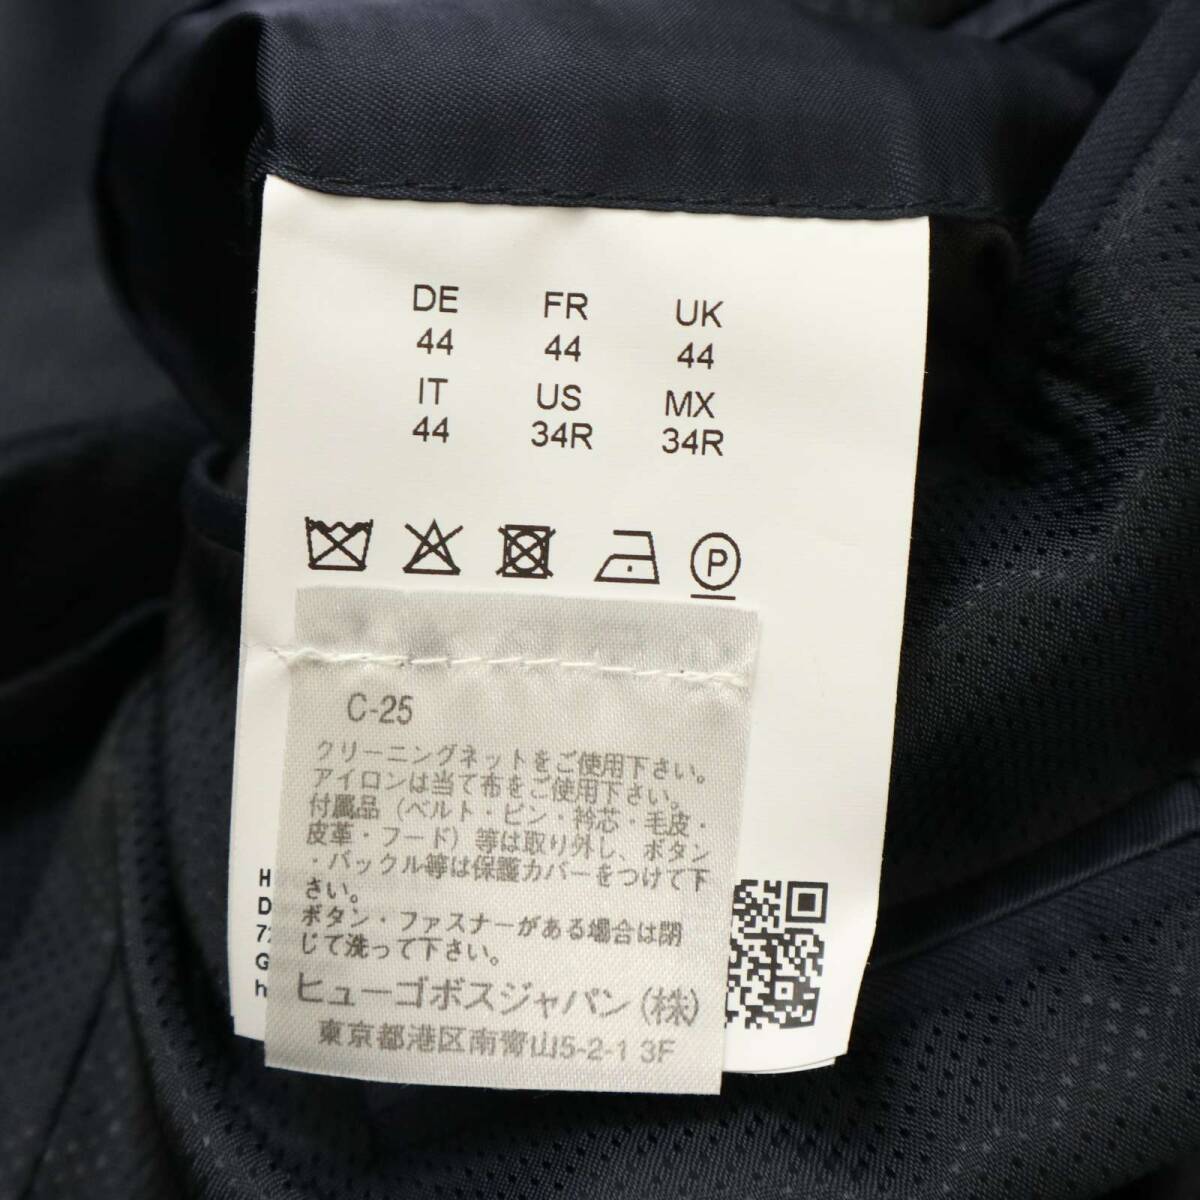 DE FR UK
44 44 44
IT US MX
44 34R 34R
P
C-25
クリーニングネットをご使用下さい。
アイロンは当て布をご使用下さい。
付属品(ベルト・ピン・衿芯・毛皮・
皮革・フード)等は取り外し、ボタン
・バックル等は保護カバーをつけて下
さい。
ボタン・ファスナーがある場合は閉
じて洗って下さい。
ヒューゴボスジャパン(株)
東京都港区南青山5-2-1 3F
H
D
72
G
h